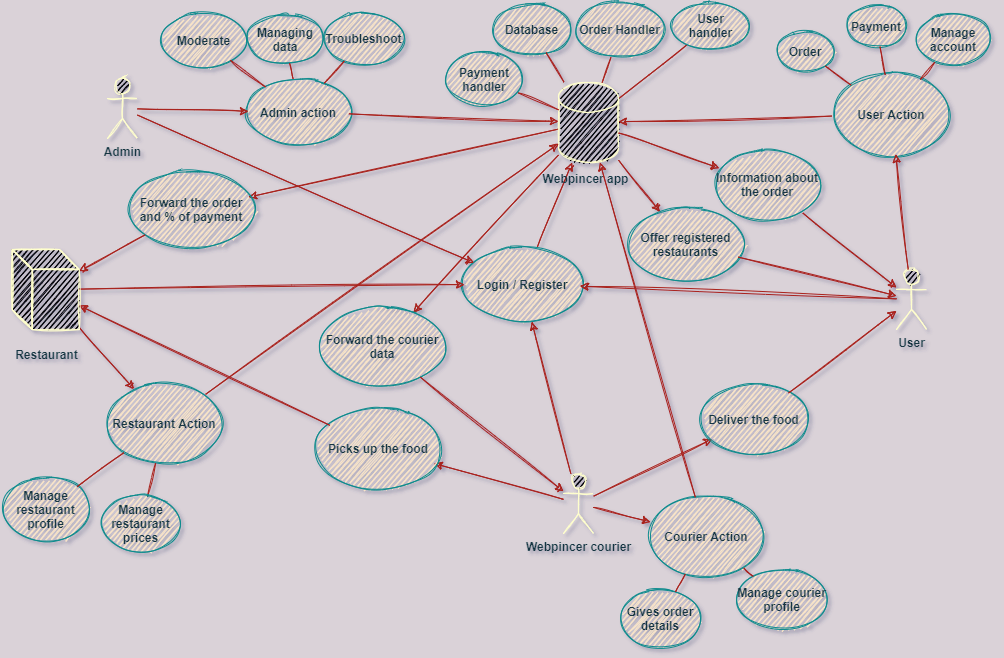 Moderate
Managing
data
Troubleshoot
Database
Order Handler
User
handler
Payment
handler
Order
Payment
Manage
account
Admin action
User Action
Admin
Webpincer app
Information about
the order
Forward the order
and % of payment
Offer registered
restaurants
Login / Register
Restaurant
User
Forward the courier
data
Restaurant Action
Picks up the food
Deliver the food
Manage
restaurant
profile
Manage
restaurant
prices
Webpincer courier
Courier Action
Gives order
details
Manage courier
profile